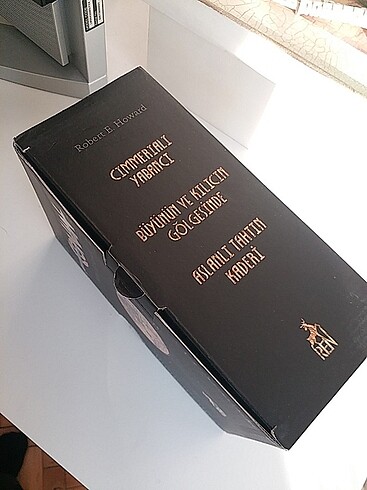 Robert E. Howard
CIMMERIALI
YABANCI
BÜYÜNÜN VE KILICIN
GÖLGESİNDE
ASLANLI TAHTIN
KADERİ
REN